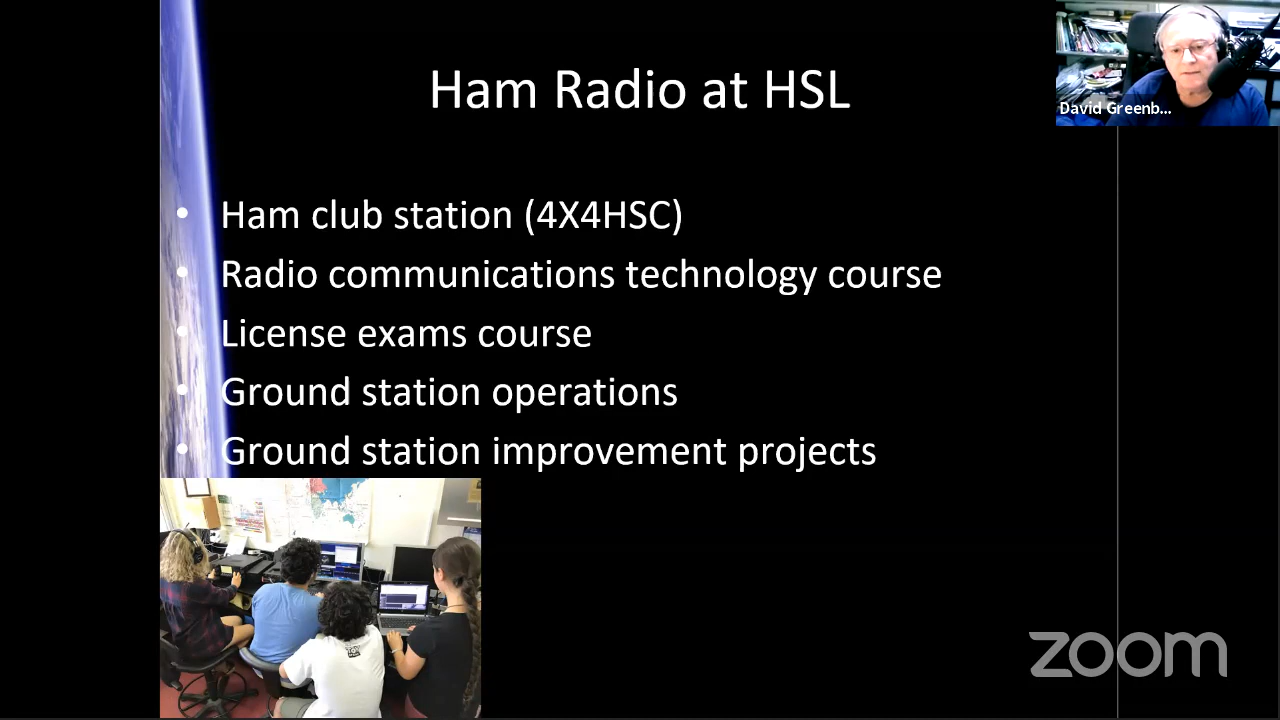 Ham Radio at HSL
David Greenb...
• Ham club station (4X4HSC)
• Radio communications technology course
• License exams course
• Ground station operations
• Ground station improvement projects
zoom